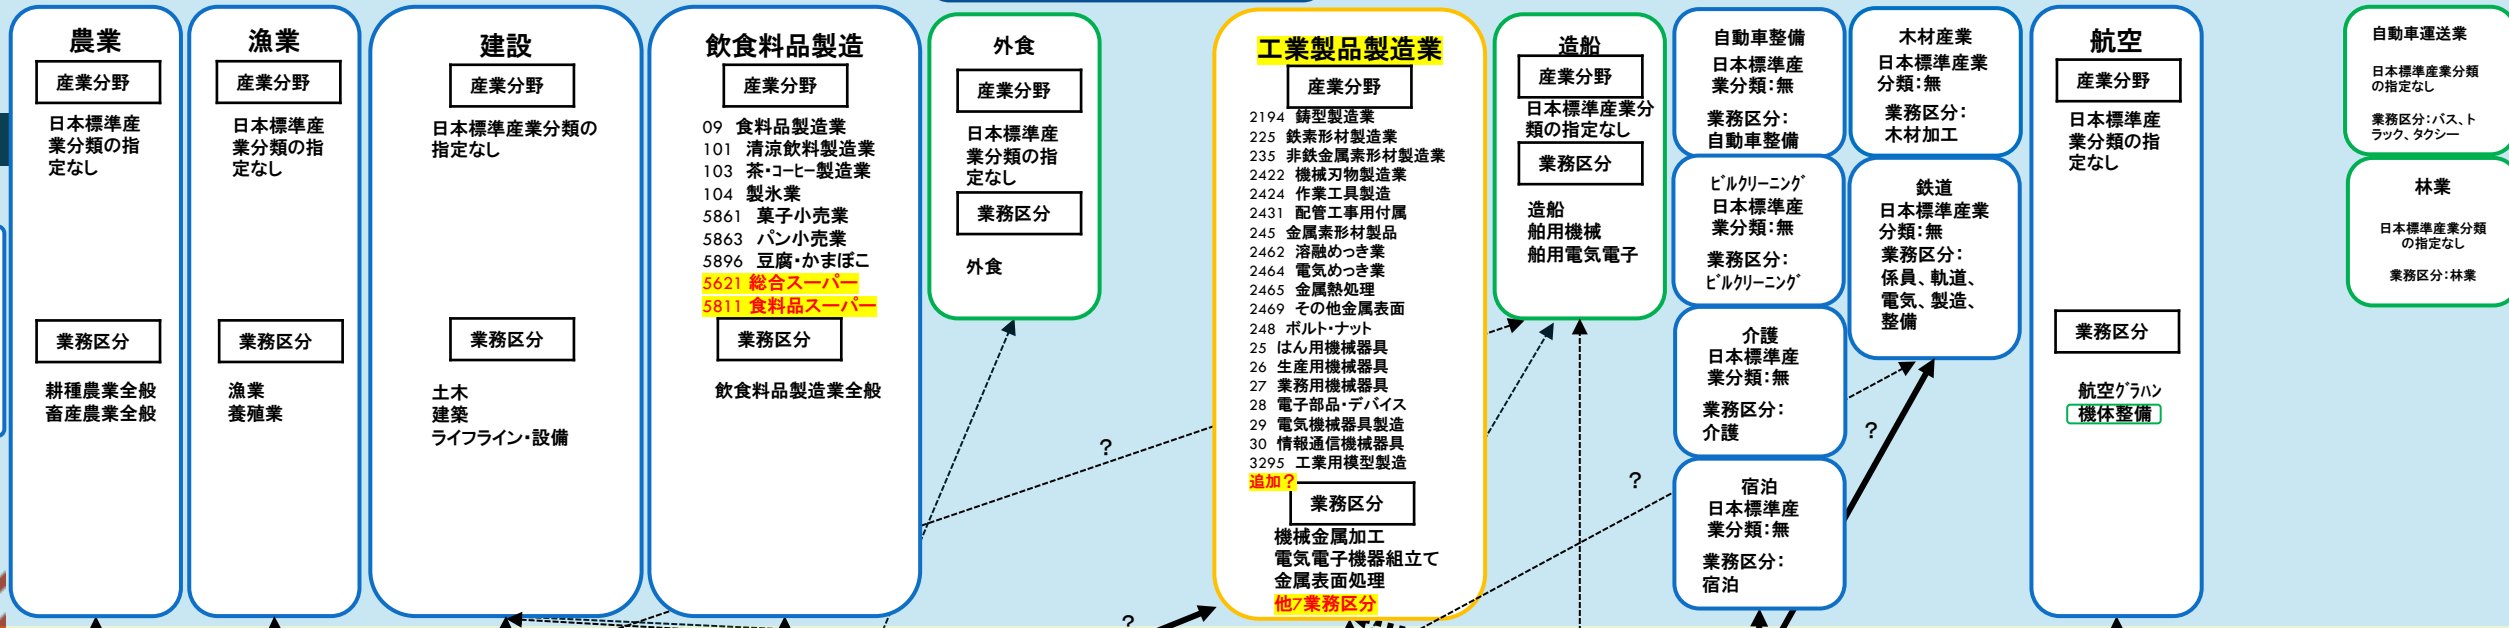 農業
産業分野
日本標準産
業分類の指
定なし
業務区分
耕種農業全般
畜産農業全般
漁業
産業分野
日本標準産
業分類の指
定なし
業務区分
漁業
養殖業
建設
産業分野
日本標準産業分類の
指定なし
業務区分
土木
建築
ライフライン・設備
飲食料品製造
産業分野
09 食料品製造業
101 清涼飲料製造業
103 茶・コーヒー製造業
104 製氷業
5861 菓子小売業
5863 パン小売業
5896 豆腐・かまぼこ
5621 総合スーパー
5811 食料品スーパー
業務区分
飲食料品製造業全般
外食
産業分野
日本標準産
業分類の指
定なし
業務区分
外食
?
?
工業製品製造業
産業分野
2194 鋳型製造業
225 鉄素形材製造業
235 非鉄金属素形材製造業
2422 機械刃物製造業
2424 作業工具製造
2431 配管工事用付属
245 金属素形材製品
2462 溶融めっき業
2464 電気めっき業
2465 金属熱処理
2469 その他金属表面
248 ボルト・ナット
25 はん用機械器具
26 生産用機械器具
27 業務用機械器具
28 電子部品・デバイス
29 電気機械器具製造
30 情報通信機械器具
3295 工業用模型製造
追加？
業務区分
機械金属加工
電気電子機器組立て
金属表面処理
他7業務区分
造船
産業分野
日本標準産業分
類の指定なし
業務区分
造船
舶用機械
舶用電気電子
?
自動車整備
日本標準産
業分類：無
業務区分：
自動車整備
ﾋﾞﾙｸﾘｰﾆﾝｸﾞ
日本標準産
業分類：無
業務区分：
ﾋﾞﾙｸﾘｰﾆﾝｸﾞ
介護
日本標準産
業分類：無
業務区分：
介護
宿泊
日本標準産
業分類：無
業務区分：
宿泊
木材産業
日本標準産業
分類：無
業務区分：
木材加工
鉄道
日本標準産業
分類：無
業務区分：
係員、軌道、
電気、製造、
整備
?
航空
産業分野
日本標準産
業分類の指
定なし
業務区分
航空ｸﾞﾗﾊﾝ
機体整備
自動車運送業
日本標準産業分類
の指定なし
業務区分：バス、ト
ラック、タクシー
林業
日本標準産業分類
の指定なし
業務区分：林業